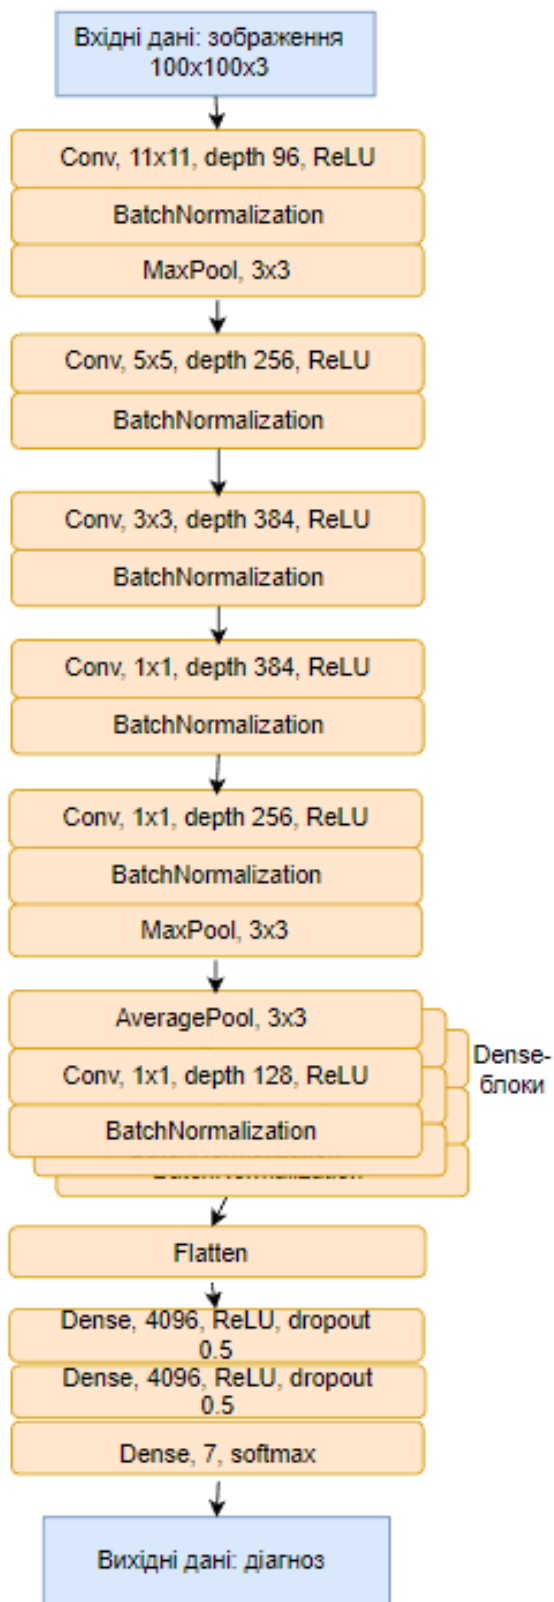 Вхідні дані: зображення
100x100x3
Conv, 11x11, depth 96, ReLU
BatchNormalization
MaxPool, 3x3
Conv, 5x5, depth 256, ReLU
BatchNormalization
Conv, 3x3, depth 384, ReLU
BatchNormalization
Conv, 1x1, depth 384, ReLU
BatchNormalization
Conv, 1x1, depth 256, ReLU
BatchNormalization
MaxPool, 3x3
AveragePool, 3x3
Conv, 1x1, depth 128, ReLU
BatchNormalization
Dense-
блоки
Flatten
Dense, 4096, ReLU, dropout
0.5
Dense, 4096, ReLU, dropout
0.5
Dense, 7, softmax
Вихідні дані: діагноз